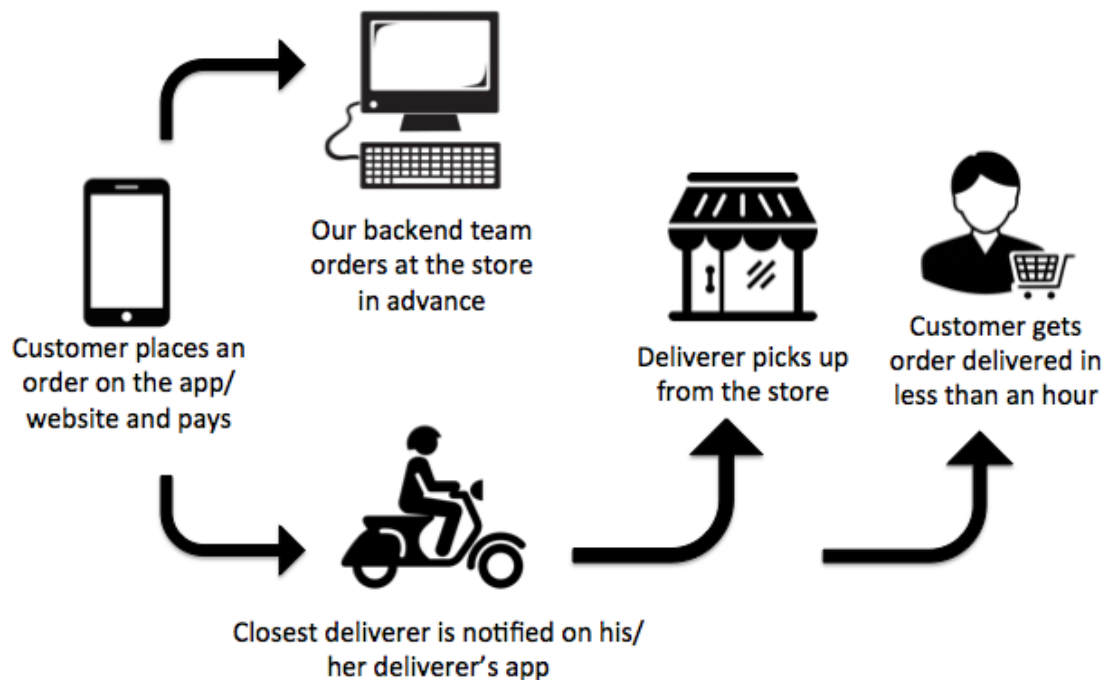 Our backend team
orders at the store
in advance
Customer places an
order on the app/
website and pays
Deliverer picks up
from the store
Customer gets
order delivered in
less than an hour
Closest deliverer is notified on his/
her deliverer's app